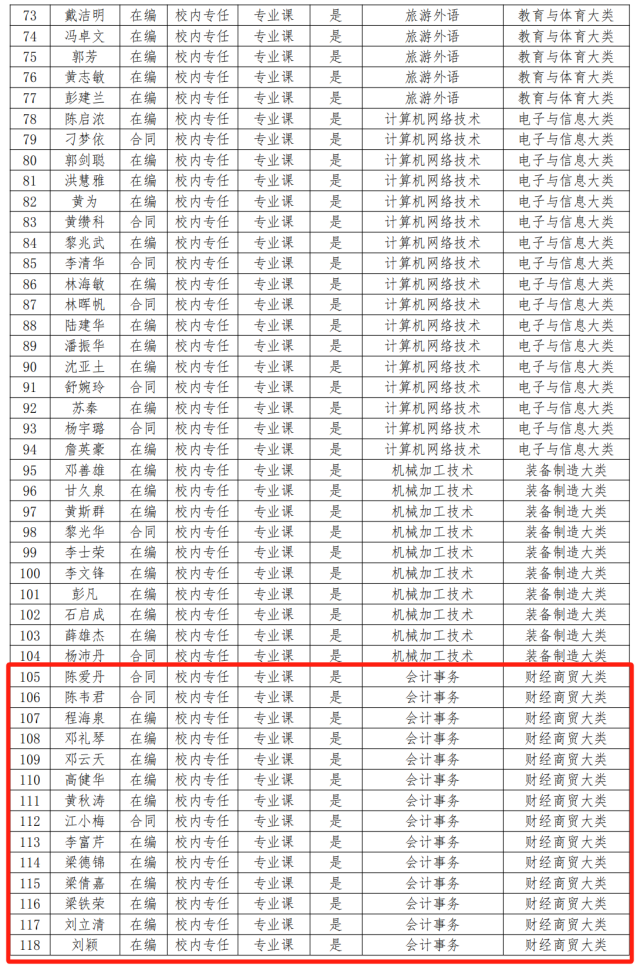 73 戴洁明 在编 校内专任 专业课 是 旅游外语 教育与体育大类
74 冯卓文 在编 校内专任 专业课 是 旅游外语 教育与体育大类
75 郭芳 在编 校内专任 专业课 是 旅游外语 教育与体育大类
76 黄志敏 在编 校内专任 专业课 是 旅游外语 教育与体育大类
77 彭建兰 在编 校内专任 专业课 是 旅游外语 教育与体育大类
78 陈启浓 在编 校内专任 专业课 是 计算机网络技术 电子与信息大类
79 刁梦依 合同 校内专任 专业课 是 计算机网络技术 电子与信息大类
80 郭剑聪 在编 校内专任 专业课 是 计算机网络技术 电子与信息大类
81 洪慧雅 在编 校内专任 专业课 是 计算机网络技术 电子与信息大类
82 黄为 在编 校内专任 专业课 是 计算机网络技术 电子与信息大类
83 黄缵科 合同 校内专任 专业课 是 计算机网络技术 电子与信息大类
84 黎兆武 在编 校内专任 专业课 是 计算机网络技术 电子与信息大类
85 李清华 合同 校内专任 专业课 是 计算机网络技术 电子与信息大类
86 林海敏 在编 校内专任 专业课 是 计算机网络技术 电子与信息大类
87 林晖帆 合同 校内专任 专业课 是 计算机网络技术 电子与信息大类
88 陆建华 在编 校内专任 专业课 是 计算机网络技术 电子与信息大类
89 潘振华 在编 校内专任 专业课 是 计算机网络技术 电子与信息大类
90 沈亚土 在编 校内专任 专业课 是 计算机网络技术 电子与信息大类
91 舒婉玲 合同 校内专任 专业课 是 计算机网络技术 电子与信息大类
92 苏秦 在编 校内专任 专业课 是 计算机网络技术 电子与信息大类
93 杨宇璐 合同 校内专任 专业课 是 计算机网络技术 电子与信息大类
94 詹英豪 在编 校内专任 专业课 是 计算机网络技术 电子与信息大类
95 邓善雄 在编 校内专任 专业课 是 机械加工技术 装备制造大类
96 甘久泉 在编 校内专任 专业课 是 机械加工技术 装备制造大类
97 黄斯群 在编 校内专任 专业课 是 机械加工技术 装备制造大类
98 黎光华 合同 校内专任 专业课 是 机械加工技术 装备制造大类
99 李士荣 在编 校内专任 专业课 是 机械加工技术 装备制造大类
100 李文锋 在编 校内专任 专业课 是 机械加工技术 装备制造大类
101 彭凡 在编 校内专任 专业课 是 机械加工技术 装备制造大类
102 石启成 在编 校内专任 专业课 是 机械加工技术 装备制造大类
103 薛雄杰 在编 校内专任 专业课 是 机械加工技术 装备制造大类
104 杨沛丹 合同 校内专任 专业课 是 机械加工技术 装备制造大类
105 陈爱丹 合同 校内专任 专业课 是 会计事务 财经商贸大类
106 陈韦君 合同 校内专任 专业课 是 会计事务 财经商贸大类
107 程海泉 在编 校内专任 专业课 是 会计事务 财经商贸大类
108 邓礼琴 在编 校内专任 专业课 是 会计事务 财经商贸大类
109 邓云天 在编 校内专任 专业课 是 会计事务 财经商贸大类
110 高健华 在编 校内专任 专业课 是 会计事务 财经商贸大类
111 黄秋涛 在编 校内专任 专业课 是 会计事务 财经商贸大类
112 江小梅 合同 校内专任 专业课 是 会计事务 财经商贸大类
113 李富芹 在编 校内专任 专业课 是 会计事务 财经商贸大类
114 梁德锦 在编 校内专任 专业课 是 会计事务 财经商贸大类
115 梁倩嘉 在编 校内专任 专业课 是 会计事务 财经商贸大类
116 梁铁荣 在编 校内专任 专业课 是 会计事务 财经商贸大类
117 刘立清 在编 校内专任 专业课 是 会计事务 财经商贸大类
118 刘颖 在编 校内专任 专业课 是 会计事务 财经商贸大类